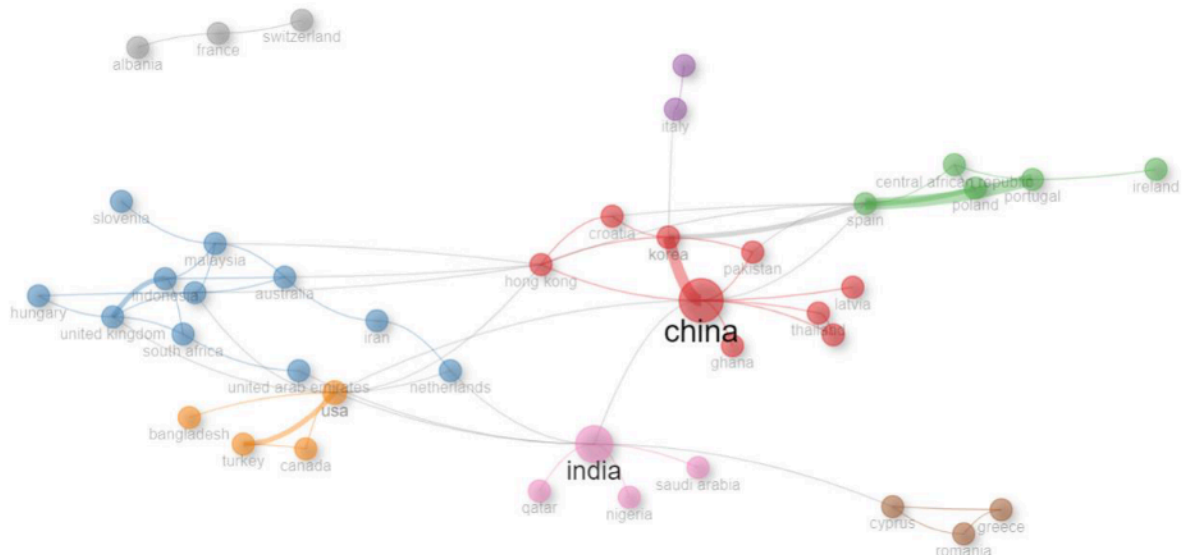 switzerland
france
albania
italy
central african republic
ireland
poland
portugal
spain
slovenia
croatia
malaysia
korea
pakistan
hong kong
indonesia
australia
latvia
hungary
united kingdom
thailand
china
iran
south africa
ghana
united arab emirates
netherlands
usa
bangladesh
turkey
canada
india
saudi arabia
qatar
nigeria
cyprus
greece
romania